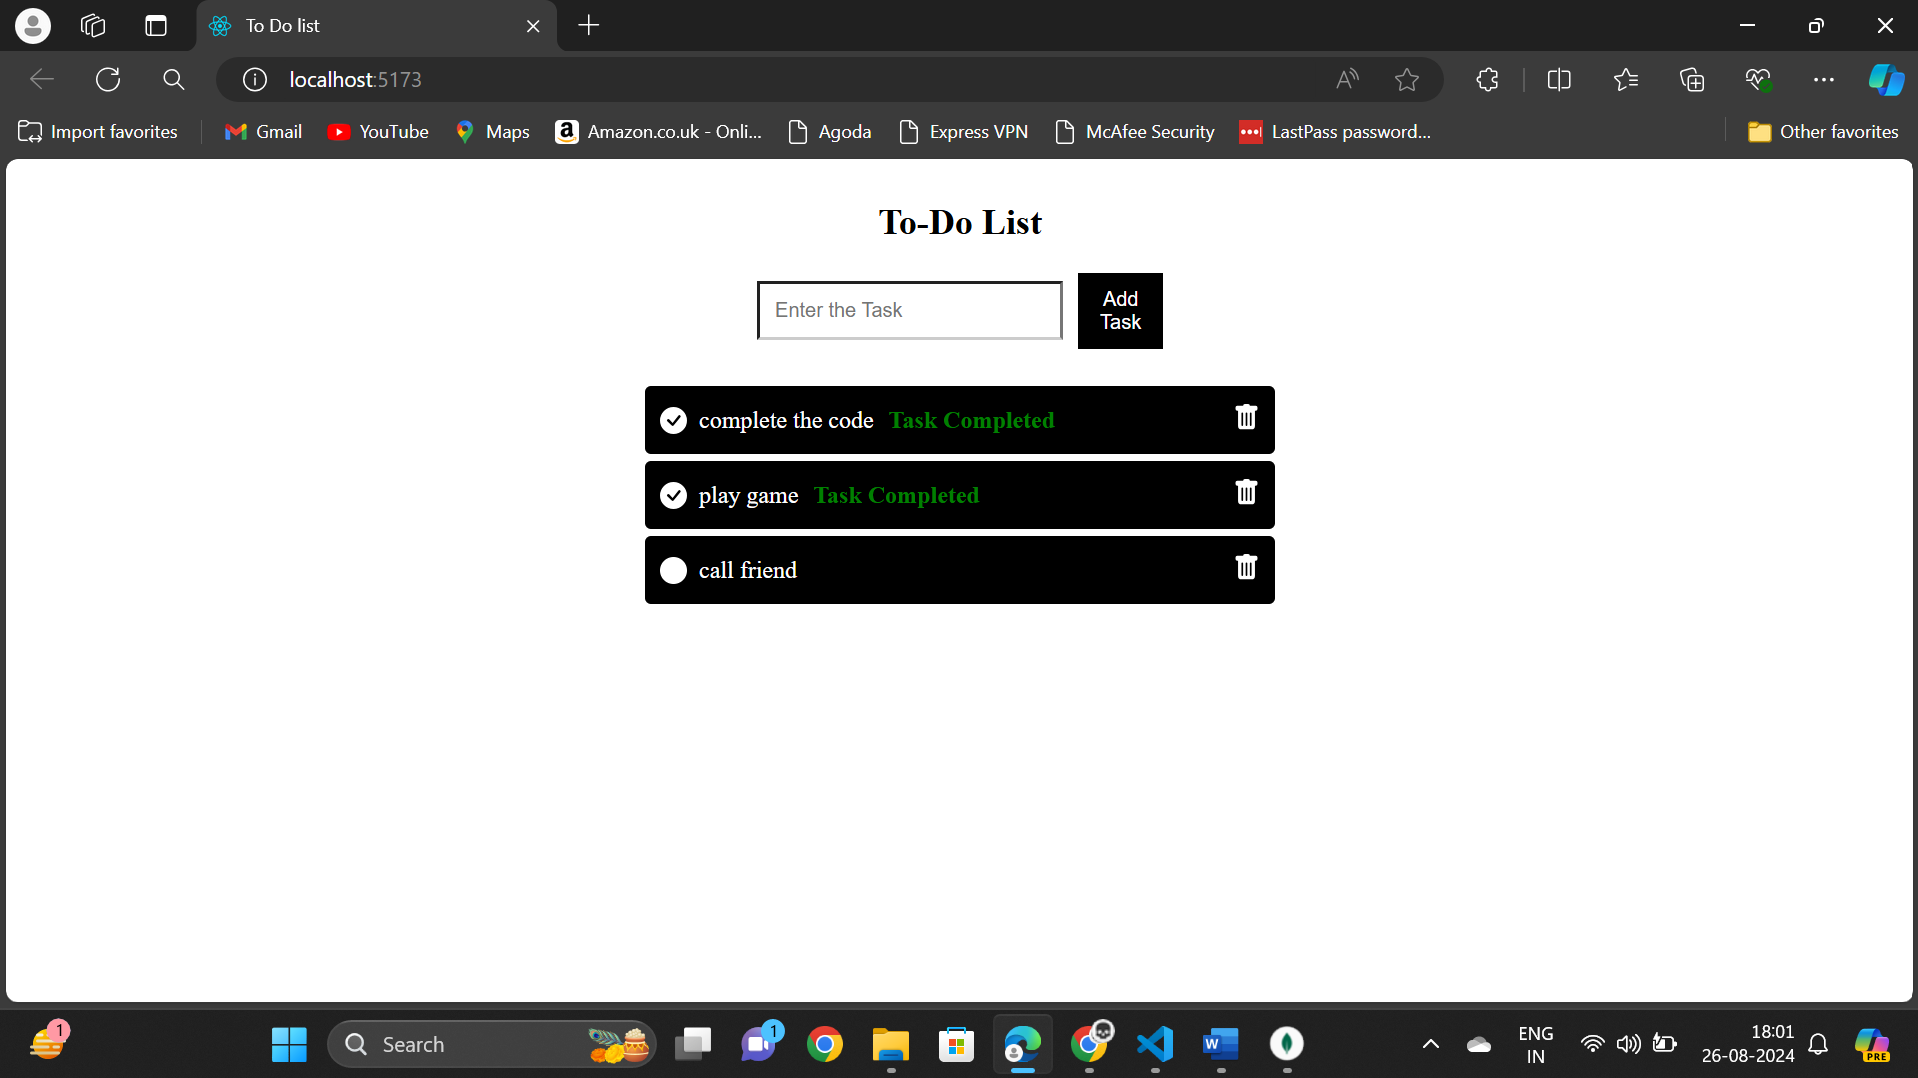 To Do list
localhost:5173
Import favorites
Gmail
YouTube
Maps
Amazon.co.uk - Onli...
Agoda
Express VPN
McAfee Security
LastPass password...
Other favorites
To-Do List
Enter the Task
Add
Task
complete the code Task Completed
play game Task Completed
call friend
1
Search
1
ENG
IN
18:01
26-08-2024
PRE